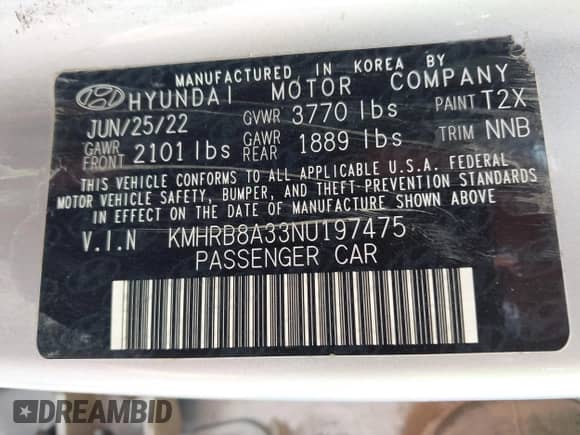 MANUFACTURED IN KOREA BY
HYUNDAI MOTOR COMPANY
JUN/25/22 GVWR 3770 lbs PAINT T2X
GAWR FRONT 2101 lbs GAWR REAR 1889 lbs TRIM NNB
THIS VEHICLE CONFORMS TO ALL APPLICABLE U.S.A. FEDERAL
MOTOR VEHICLE SAFETY, BUMPER, AND THEFT PREVENTION STANDARDS
IN EFFECT ON THE DATE OF MANUFACTURE SHOWN ABOVE
V.I.N KMHRB8A33NU197475
PASSENGER CAR
DREAMBID